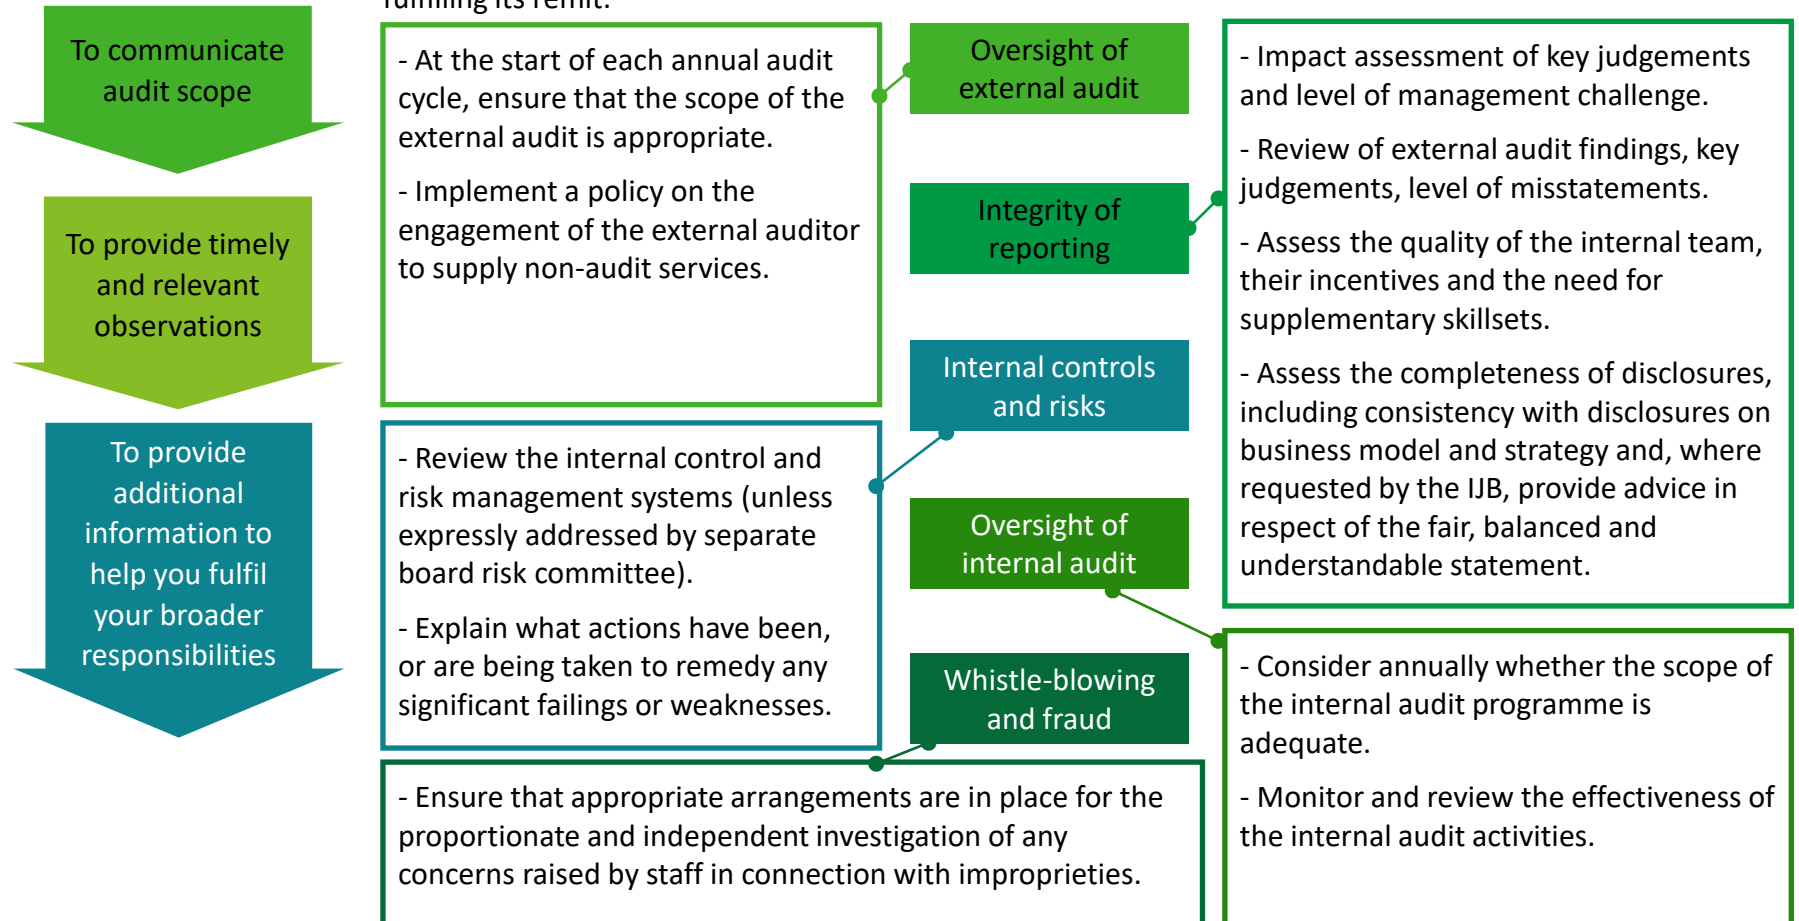 fulfilling its remit.
To communicate
audit scope
To provide timely
and relevant
observations
To provide
additional
information to
help you fulfil
your broader
responsibilities
- At the start of each annual audit
cycle, ensure that the scope of the
external audit is appropriate.
- Implement a policy on the
engagement of the external auditor
to supply non-audit services.
- Review the internal control and
risk management systems (unless
expressly addressed by separate
board risk committee).
- Explain what actions have been,
or are being taken to remedy any
significant failings or weaknesses.
- Ensure that appropriate arrangements are in place for the
proportionate and independent investigation of any
concerns raised by staff in connection with improprieties.
Oversight of
external audit
Integrity of
reporting
Internal controls
and risks
Oversight of
internal audit
Whistle-blowing
and fraud
- Impact assessment of key judgements
and level of management challenge.
- Review of external audit findings, key
judgements, level of misstatements.
- Assess the quality of the internal team,
their incentives and the need for
supplementary skillsets.
- Assess the completeness of disclosures,
including consistency with disclosures on
business model and strategy and, where
requested by the IJB, provide advice in
respect of the fair, balanced and
understandable statement.
- Consider annually whether the scope of
the internal audit programme is
adequate.
- Monitor and review the effectiveness of
the internal audit activities.